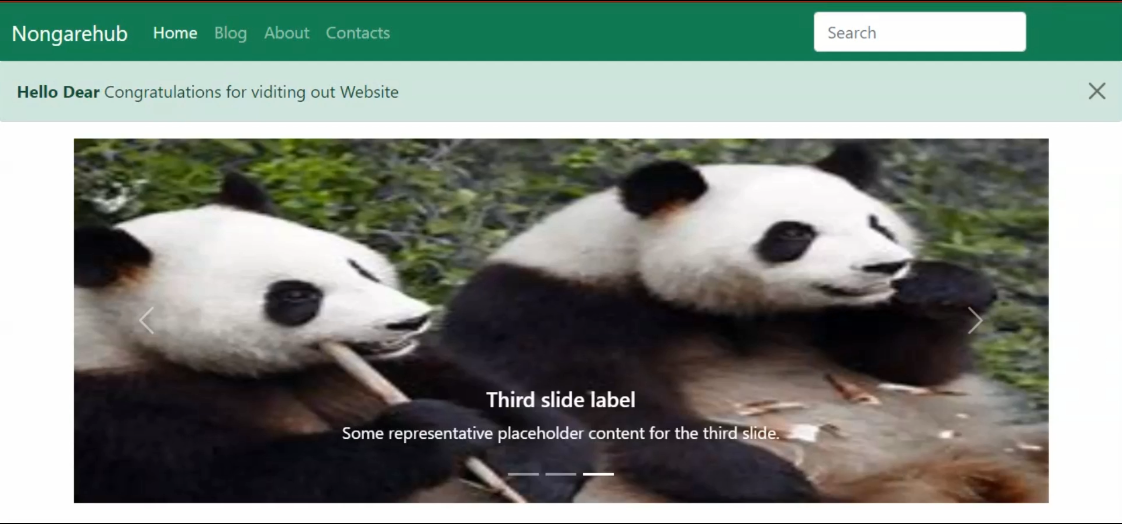 Nongarehub Home Blog About Contacts Search
Hello Dear Congratulations for viditing out Website
Third slide label
Some representative placeholder content for the third slide.